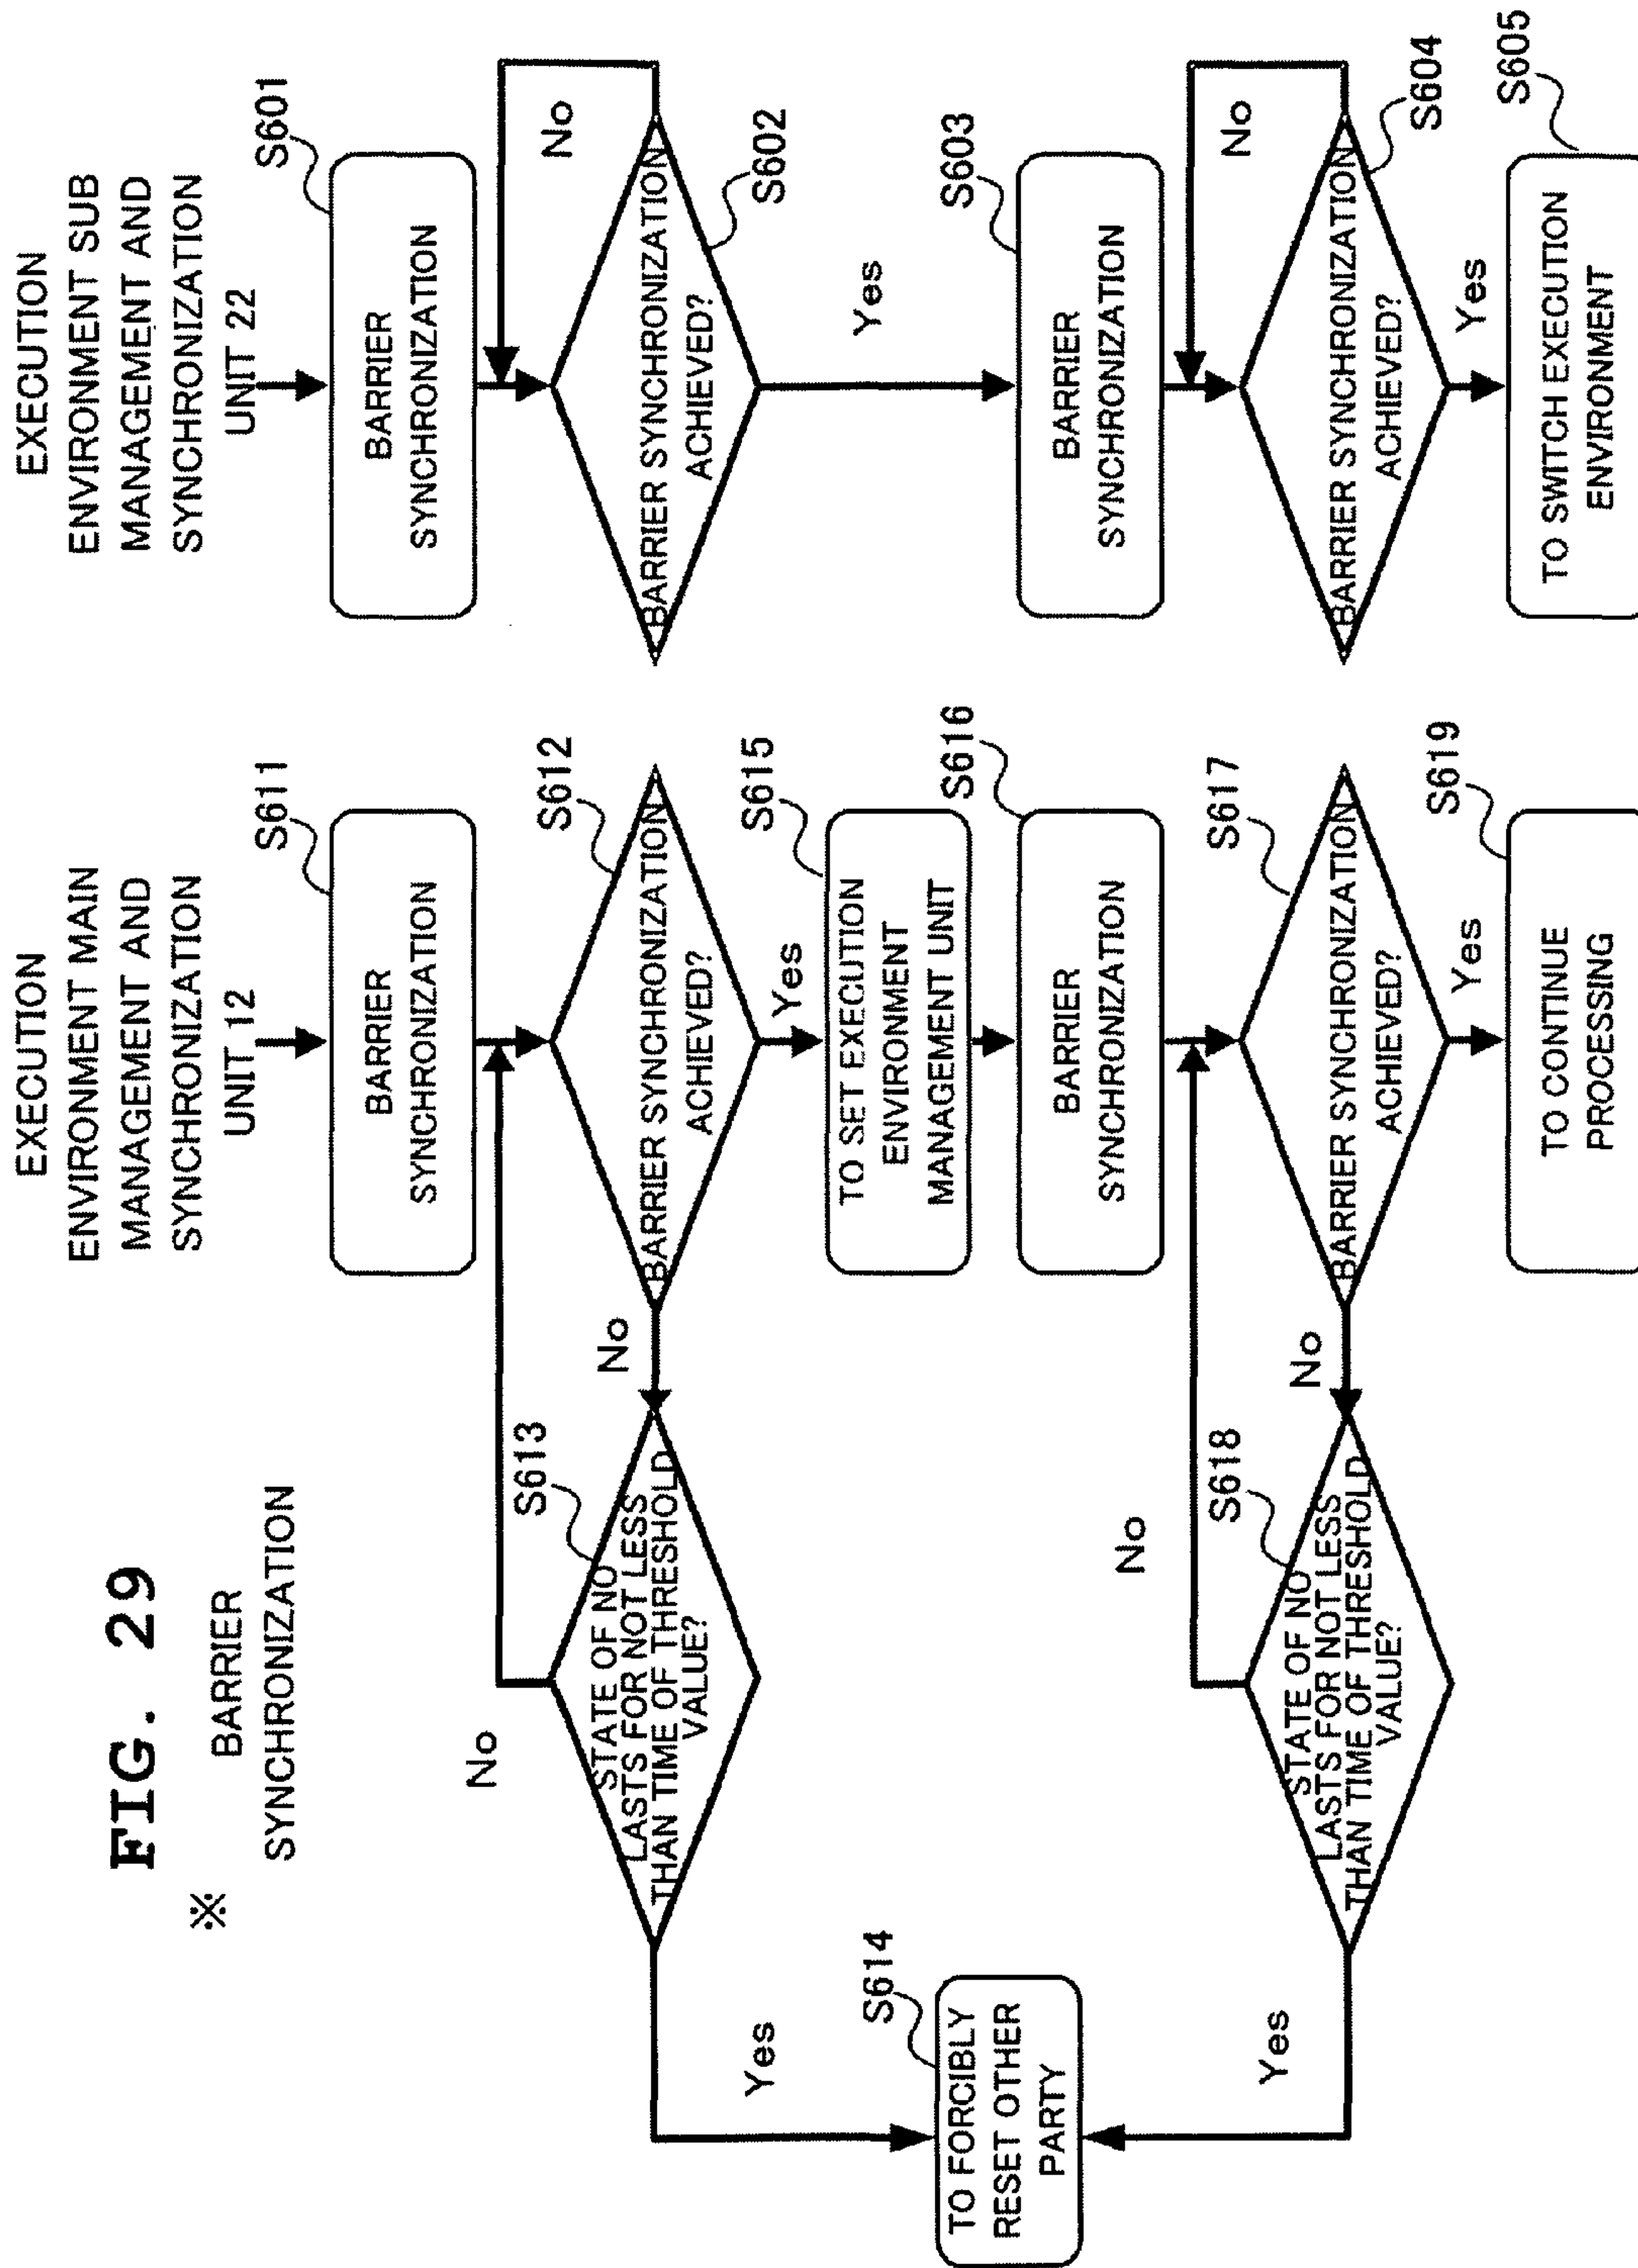 FIG. 29
※ BARRIER
SYNCHRONIZATION
EXECUTION
ENVIRONMENT MAIN
MANAGEMENT AND
SYNCHRONIZATION
UNIT 12
S611
BARRIER
SYNCHRONIZATION
S612
BARRIER SYNCHRONIZATION
ACHIEVED?
No
Yes
S613
STATE OF NO
LASTS FOR NOT LESS
THAN TIME OF THRESHOLD
VALUE?
No
Yes
S614
TO FORCIBLY
RESET OTHER
PARTY
S615
TO SET EXECUTION
ENVIRONMENT
MANAGEMENT UNIT
S616
BARRIER
SYNCHRONIZATION
S617
BARRIER SYNCHRONIZATION
ACHIEVED?
No
Yes
S618
STATE OF NO
LASTS FOR NOT LESS
THAN TIME OF THRESHOLD
VALUE?
No
Yes
S619
TO CONTINUE
PROCESSING
EXECUTION
ENVIRONMENT SUB
MANAGEMENT AND
SYNCHRONIZATION
UNIT 22
S601
BARRIER
SYNCHRONIZATION
S602
BARRIER SYNCHRONIZATION
ACHIEVED?
No
Yes
S603
BARRIER
SYNCHRONIZATION
S604
BARRIER SYNCHRONIZATION
ACHIEVED?
No
Yes
S605
TO SWITCH EXECUTION
ENVIRONMENT